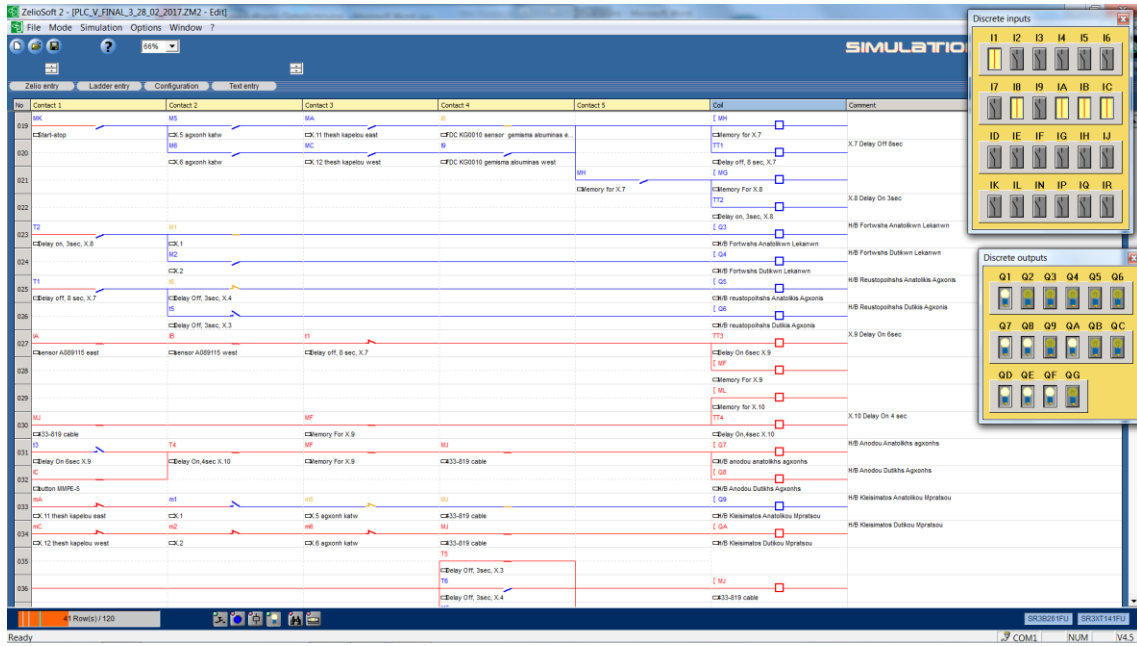 ZelioSoft 2 - [PLC_V_FINAL_3_28_02_2017.ZM2 - Edit]
File Mode Simulation Options Window ?
66%
SIMULATIO
Zelio entry Ladder entry Configuration Text entry
No Contact 1 Contact 2 Contact 3 Contact 4 Contact 5 Coil Comment
MK M5 MA I8 [ MH
019
Start-stop X.5 agxonh katw X.11 thesh kapelou east FDC KG0010 sensor gemisma alouminas e... Memory for X.7
M6 MC I9 TT1 X.7 Delay Off 8sec
020
X.6 agxonh katw X.12 thesh kapelou west FDC KG0010 gemisma alouminas west Delay off, 8 sec, X.7
MH [ MG
021
Memory for X.7 Memory For X.8
TT2 X.8 Delay On 3sec
022
Delay on, 3sec, X.8
T2 M1 [ Q3 H/B Fortwshs Anatolikwn Lekanwn
023
Delay on, 3sec, X.8 X.1 H/B Fortwshs Anatolikwn Lekanwn
M2 [ Q4 H/B Fortwshs Dutikwn Lekanwn
024
X.2 H/B Fortwshs Dutikwn Lekanwn
T1 t6 [ Q5 H/B Reustopoihshs Anatolikis Agxonis
025
Delay off, 8 sec, X.7 Delay Off, 3sec, X.4 H/B reustopoihshs Anatolikis Agxonis
t5 [ Q6 H/B Reustopoihshs Dutikis Agxonis
026
Delay Off, 3sec, X.3 H/B reustopoihshs Dutikis Agxonis
IA IB t1 TT3 X.9 Delay On 6sec
027
sensor A089115 east sensor A089115 west Delay off, 8 sec, X.7 Delay On 6sec X.9
[ MF
028
Memory For X.9
[ ML
029
Memory for X.10
MJ MF TT4 X.10 Delay On 4 sec
030
A33-819 cable Memory For X.9 Delay On,4sec X.10
t3 T4 MF MJ [ Q7 H/B Anodou Anatolikhs agxonhs
031
Delay On 6sec X.9 Delay On,4sec X.10 Memory For X.9 A33-819 cable H/B anodou anatolikhs agxonhs
IC [ Q8 H/B Anodou Dutikhs Agxonhs
032
button MMPE-5 H/B Anodou Dutikhs Agxonhs
mA m1 m5 MJ [ Q9 H/B Kleisimatos Anatolikou Mpratsou
033
X.11 thesh kapelou east X.1 X.5 agxonh katw A33-819 cable H/B Kleisimatos Anatolikou Mpratsou
mC m2 m6 MJ [ QA H/B Kleisimatos Dutikou Mpratsou
034
X.12 thesh kapelou west X.2 X.6 agxonh katw A33-819 cable H/B Kleisimatos Dutikou Mpratsou
T5
035
Delay Off, 3sec, X.3
T6 [ MJ
036
Delay Off, 3sec, X.4 A33-819 cable
41 Row(s) / 120
SR3B261FU SR3XT141FU
Ready COM1 NUM V4.5
Discrete inputs
I1 I2 I3 I4 I5 I6
I7 I8 I9 IA IB IC
ID IE IF IG IH IJ
IK IL IN IP IQ IR
Discrete outputs
Q1 Q2 Q3 Q4 Q5 Q6
Q7 Q8 Q9 QA QB QC
QD QE QF QG